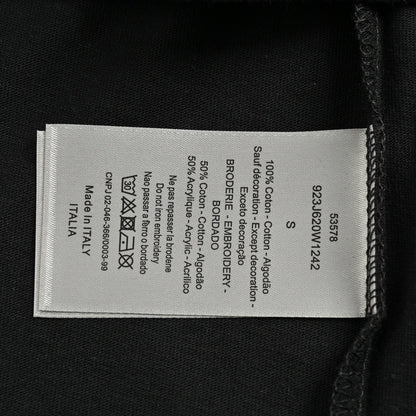 53578
923J620W1242
S
100% Coton - Cotton - Algodão
Sauf décoration - Except decoration -
Exceto decoração
BRODERIE - EMBROIDERY -
BORDADO
50% Coton - Cotton - Algodão
50% Acrylique - Acrylic - Acrílico
Ne pas repasser la broderie
Do not iron embroidery
Nao passar a ferro o bordado
30
CNPJ 02-046-366/0003-99
Made in ITALY
ITALIA